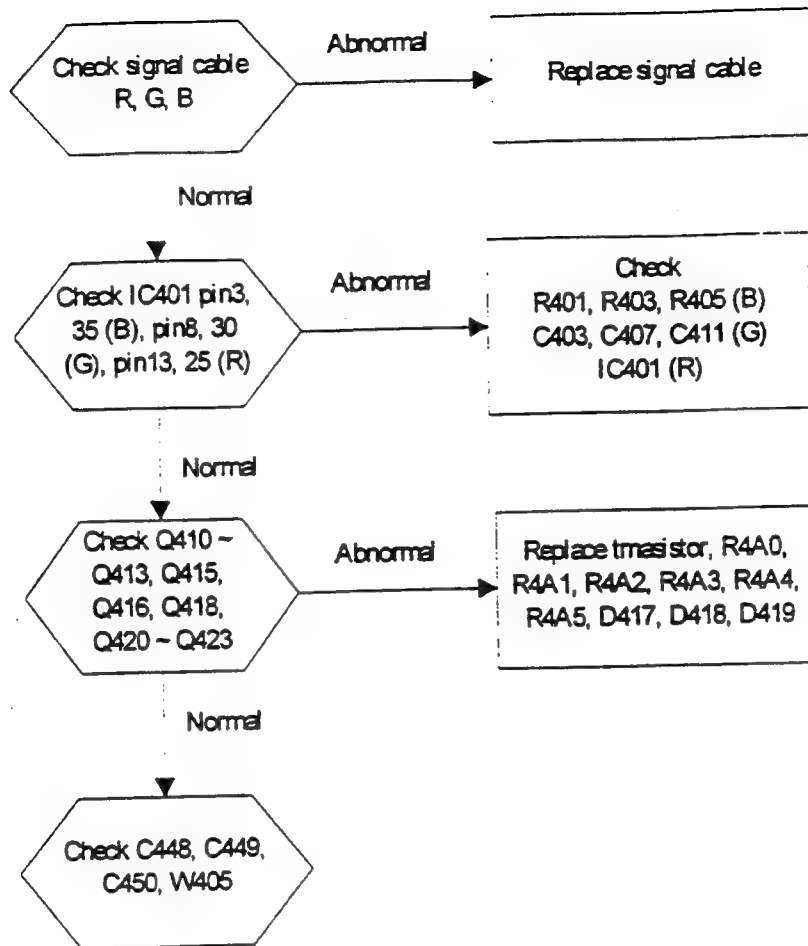 Check signal cable
R, G, B
Abnormal
Replace signal cable
Normal
Check IC401 pin3,
35 (B), pin8, 30
(G), pin13, 25 (R)
Abnormal
Check
R401, R403, R405 (B)
C403, C407, C411 (G)
IC401 (R)
Normal
Check Q410 ~
Q413, Q415,
Q416, Q418,
Q420 ~ Q423
Abnormal
Replace trnasistor, R4A0,
R4A1, R4A2, R4A3, R4A4,
R4A5, D417, D418, D419
Normal
Check C448, C449,
C450, W405